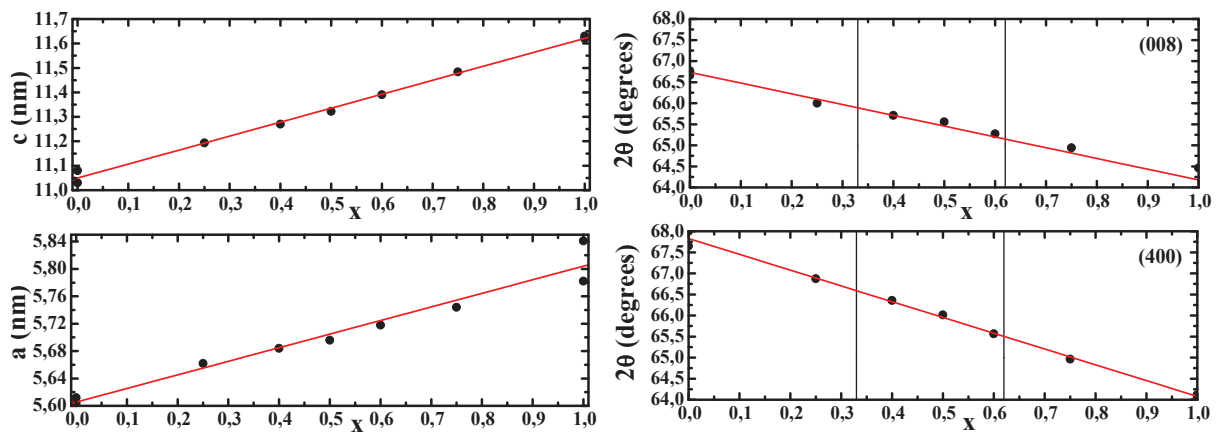 11,7
11,6
11,5
11,4
11,3
11,2
11,1
11,0
c (nm)
0,0 0,1 0,2 0,3 0,4 0,5 0,6 0,7 0,8 0,9 1,0
x
68,0
67,5
67,0
66,5
66,0
65,5
65,0
64,5
64,0
2θ (degrees)
(008)
0,0 0,1 0,2 0,3 0,4 0,5 0,6 0,7 0,8 0,9 1,0
x
5,84
5,80
5,76
5,72
5,68
5,64
5,60
a (nm)
0,0 0,1 0,2 0,3 0,4 0,5 0,6 0,7 0,8 0,9 1,0
x
68,0
67,5
67,0
66,5
66,0
65,5
65,0
64,5
64,0
2θ (degrees)
(400)
0,0 0,1 0,2 0,3 0,4 0,5 0,6 0,7 0,8 0,9 1,0
x